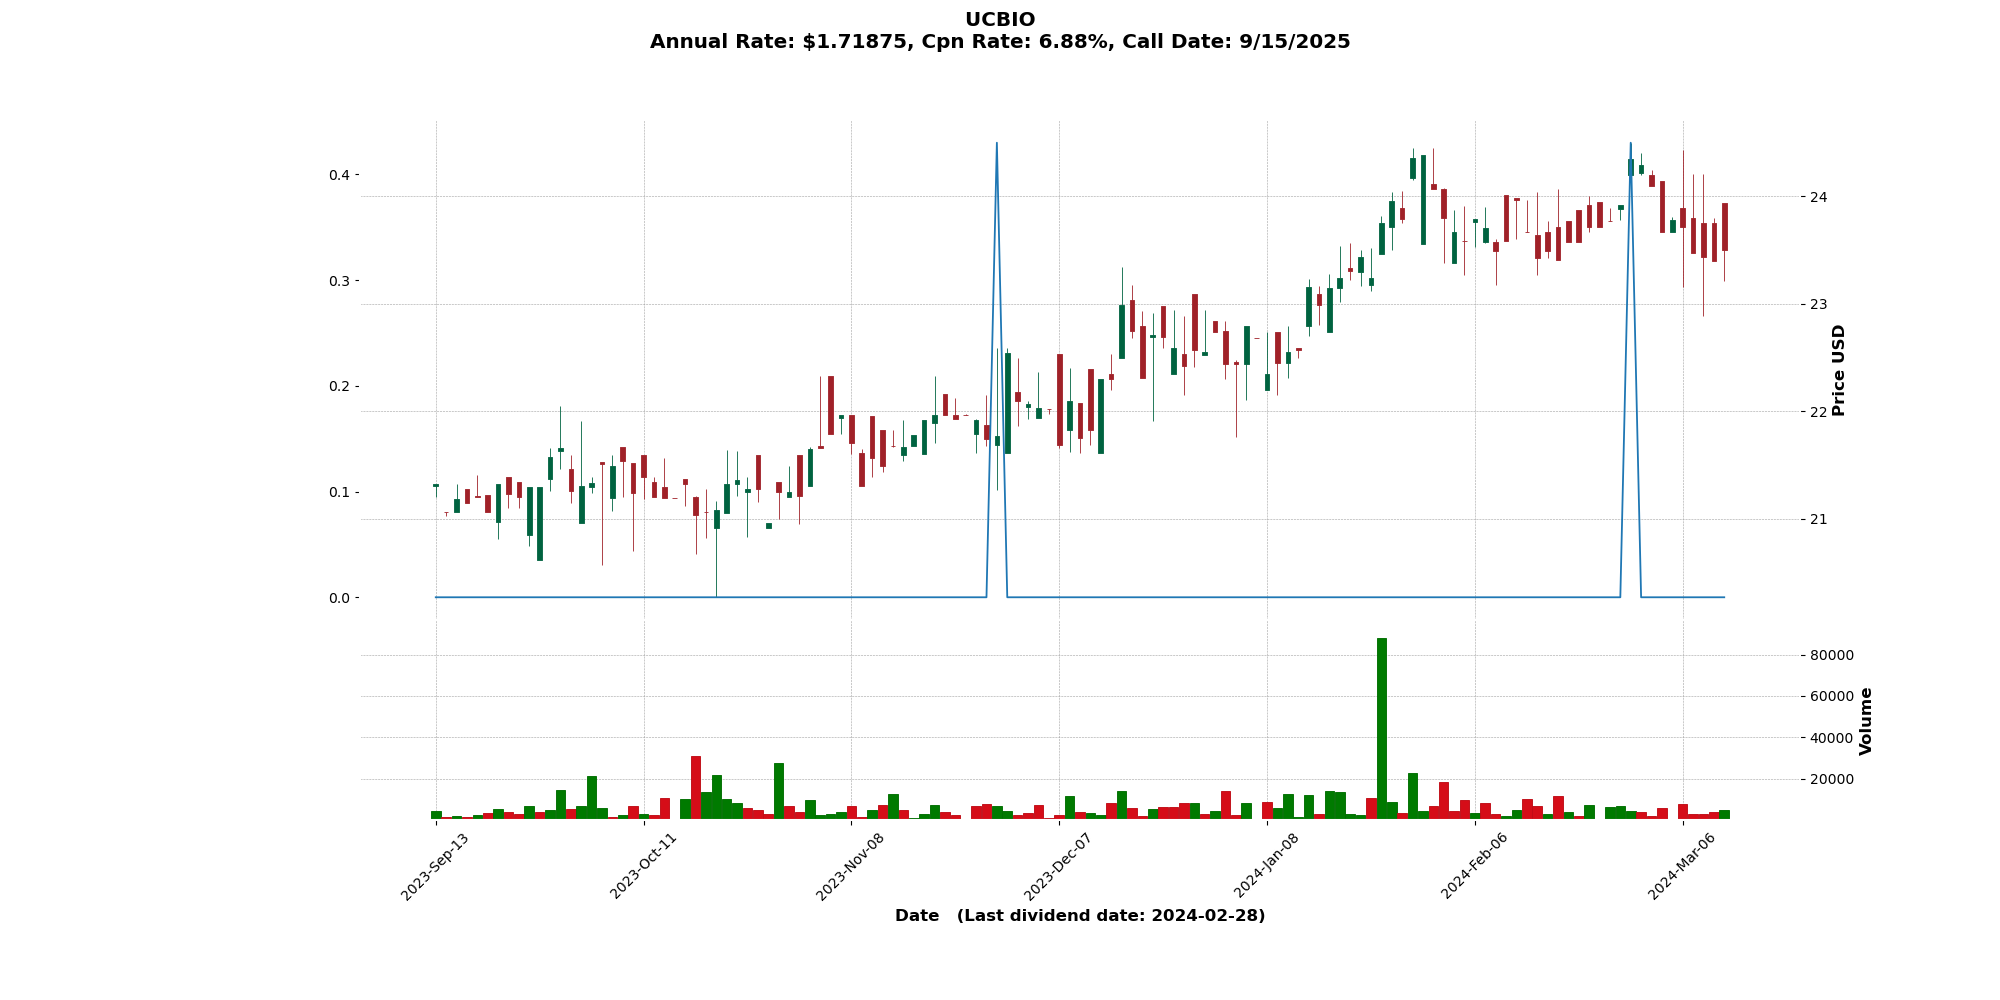 UCBIO
Annual Rate: $1.71875, Cpn Rate: 6.88%, Call Date: 9/15/2025
0.4
0.3
0.2
0.1
0.0
24
23
22
21
Price USD
80000
60000
40000
20000
Volume
2023-Sep-13
2023-Oct-11
2023-Nov-08
2023-Dec-07
2024-Jan-08
2024-Feb-06
2024-Mar-06
Date   (Last dividend date: 2024-02-28)